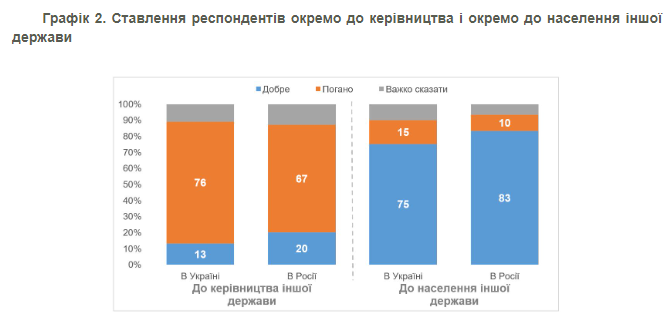 Графік 2. Ставлення респондентів окремо до керівництва і окремо до населення іншої
держави
Добре Погано Важко сказати
100%
90%
80%
70%
60%
50%
40%
30%
20%
10%
0%
76
13
67
20
15
75
10
83
В Україні В Росії В Україні В Росії
До керівництва іншої
держави
До населення іншої
держави